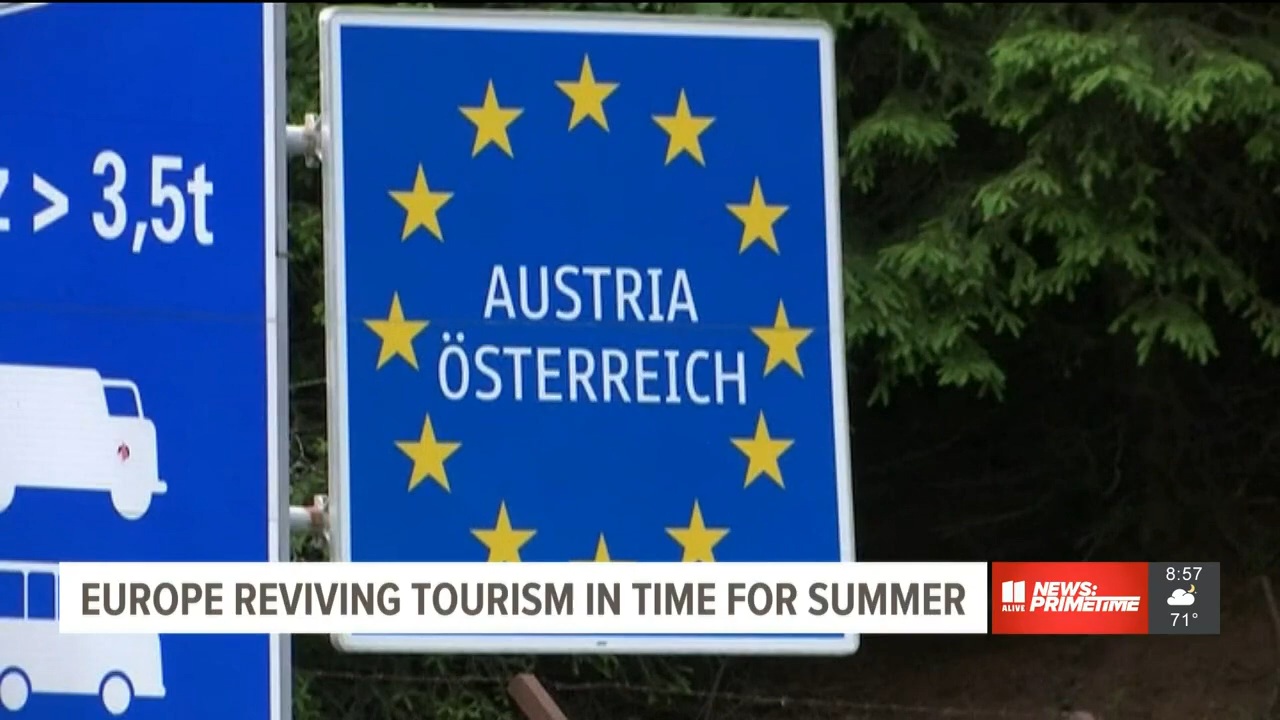 > 3,5t
AUSTRIA
ÖSTERREICH
EUROPE REVIVING TOURISM IN TIME FOR SUMMER
11 ALIVE NEWS: PRIMETIME
8:57
71°